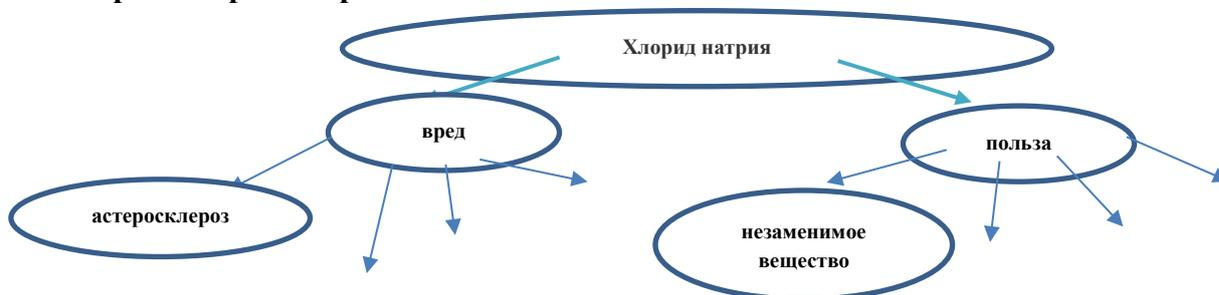 Хлорид натрия
вред
польза
астеросклероз
незаменимое
вещество